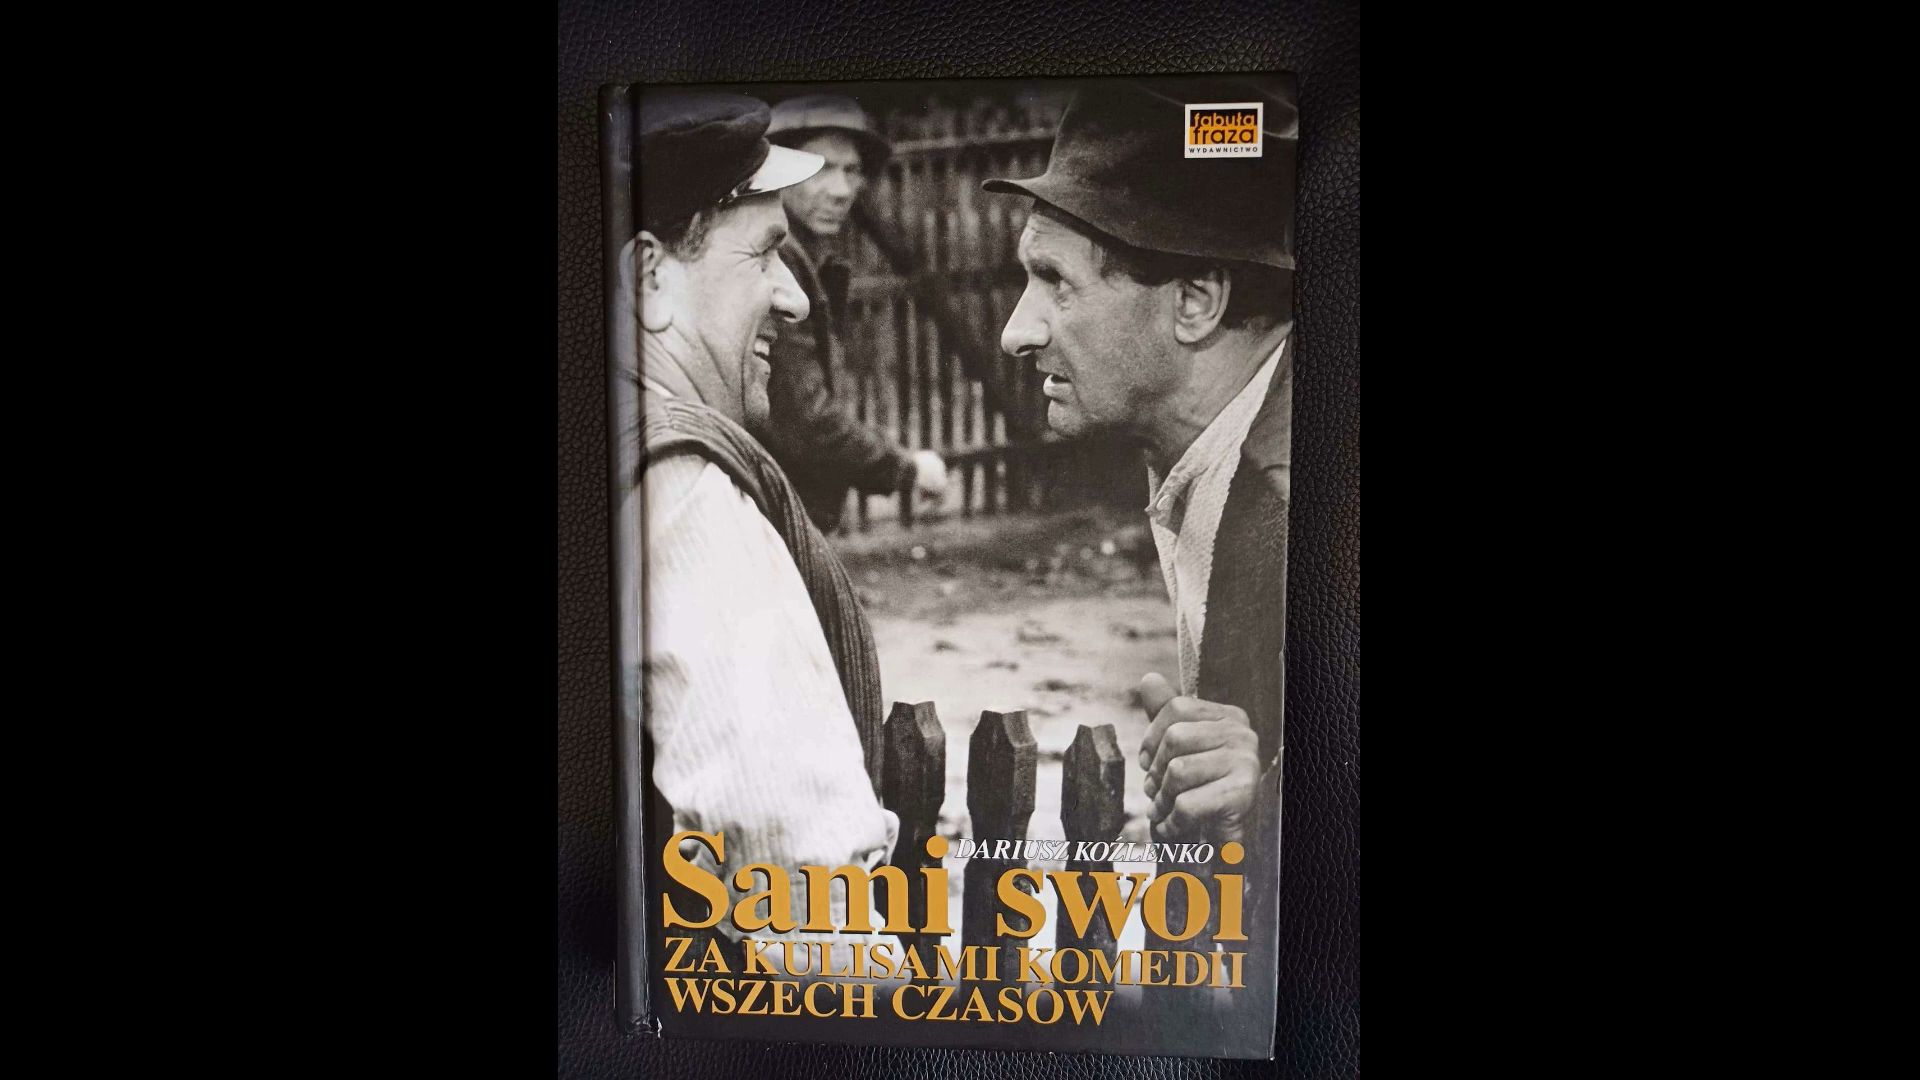 fabuła
fraza
WYDAWNICTWO
DARIUSZ KOŹLENKO
Sami swoi
ZA KULISAMI KOMEDII
WSZECH CZASÓW